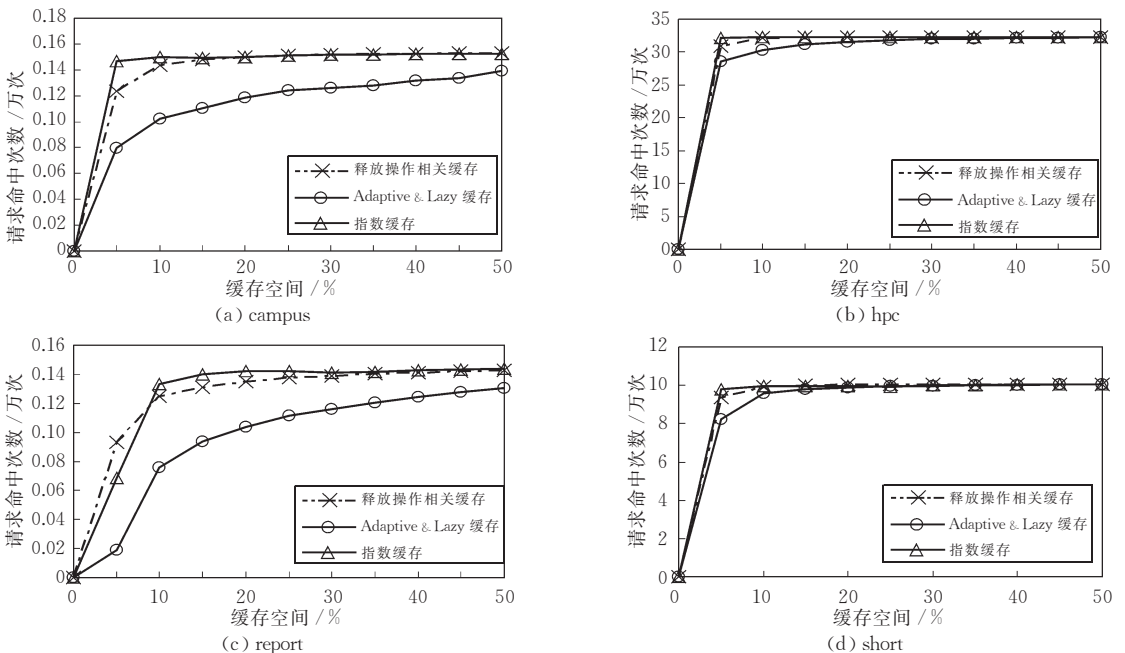 0.18
0.16
0.14
0.12
0.10
0.08
0.06
0.04
0.02
0
请求命中次数/万次
释放操作相关缓存
Adaptive & Lazy 缓存
指数缓存
0 10 20 30 40 50
缓存空间/%
(a) campus
35
30
25
20
15
10
5
0
请求命中次数/万次
释放操作相关缓存
Adaptive & Lazy 缓存
指数缓存
0 10 20 30 40 50
缓存空间/%
(b) hpc
0.16
0.14
0.12
0.10
0.08
0.06
0.04
0.02
0
请求命中次数/万次
释放操作相关缓存
Adaptive & Lazy 缓存
指数缓存
0 10 20 30 40 50
缓存空间/%
(c) report
12
10
8
6
4
2
0
请求命中次数/万次
释放操作相关缓存
Adaptive & Lazy 缓存
指数缓存
0 10 20 30 40 50
缓存空间/%
(d) short